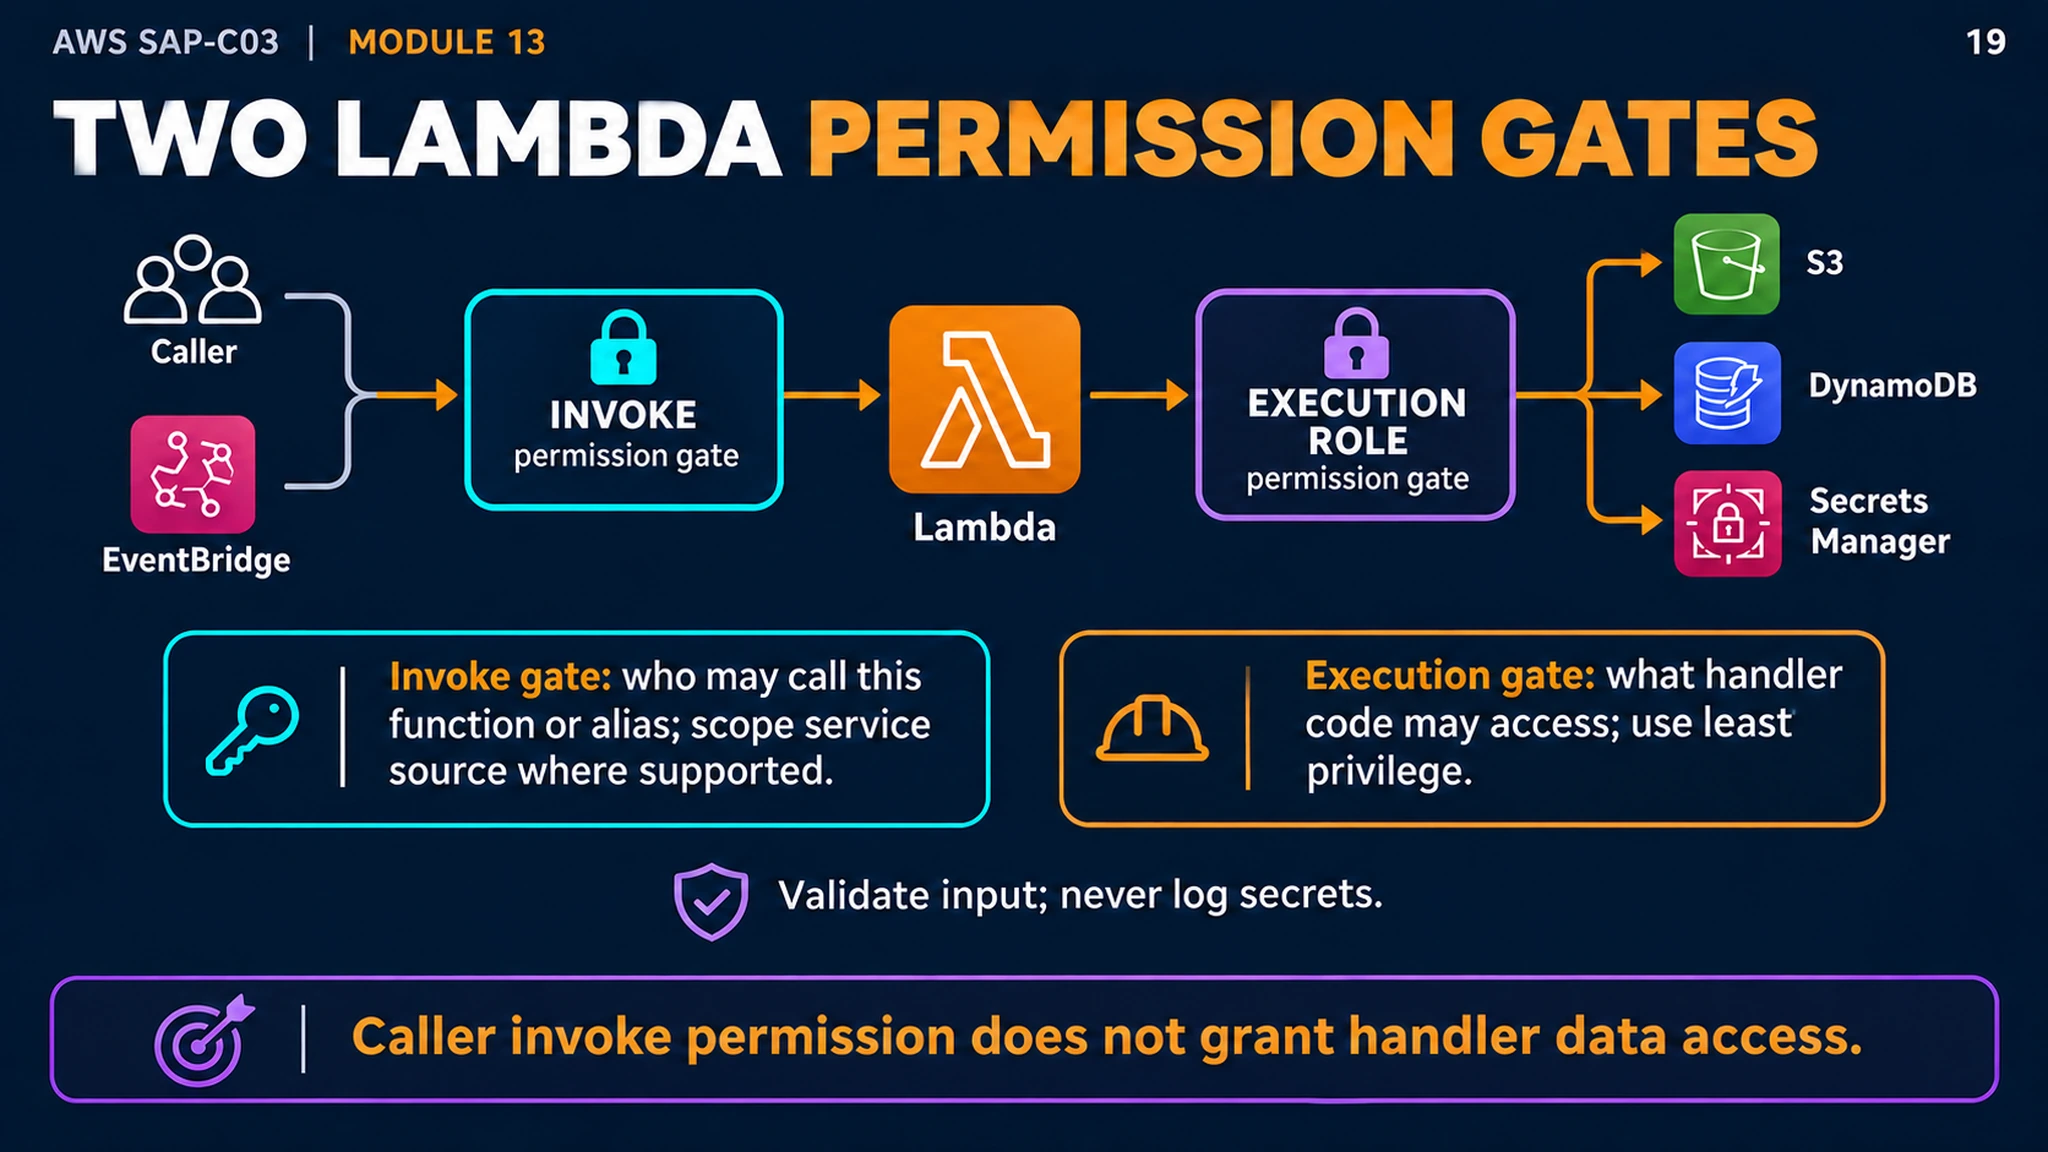 AWS SAP-C03 | MODULE 13
19
TWO LAMBDA PERMISSION GATES
Caller
EventBridge
INVOKE
permission gate
Lambda
EXECUTION
ROLE
permission gate
S3
DynamoDB
Secrets
Manager
Invoke gate: who may call this
function or alias; scope service
source where supported.
Execution gate: what handler
code may access; use least
privilege.
Validate input; never log secrets.
Caller invoke permission does not grant handler data access.